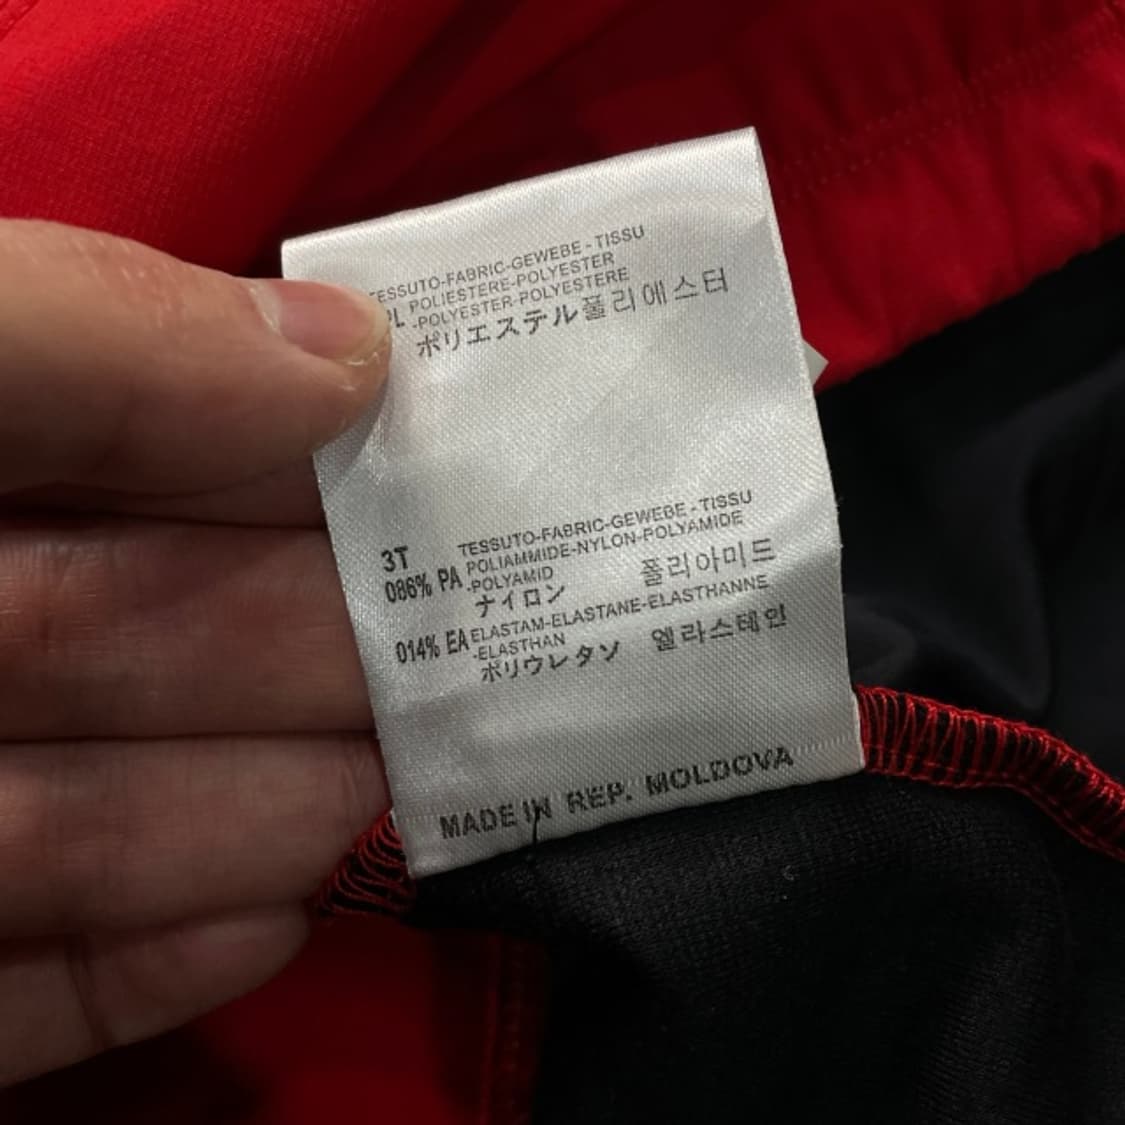 TESSUTO-FABRIC-GEWEBE-TISSU
POLIESTERE-POLYESTER
-POLYESTER-POLYESTERE
ポリエステル폴리에스터
3T TESSUTO-FABRIC-GEWEBE-TISSU
086% PA POLIAMMIDE-NYLON-POLYAMIDE
-POLYAMID
ナイロン 폴리아미드
014% EA ELASTAM-ELASTANE-ELASTHANNE
-ELASTHAN
ポリウレタソ 엘라스테인
MADE IN REP. MOLDOVA